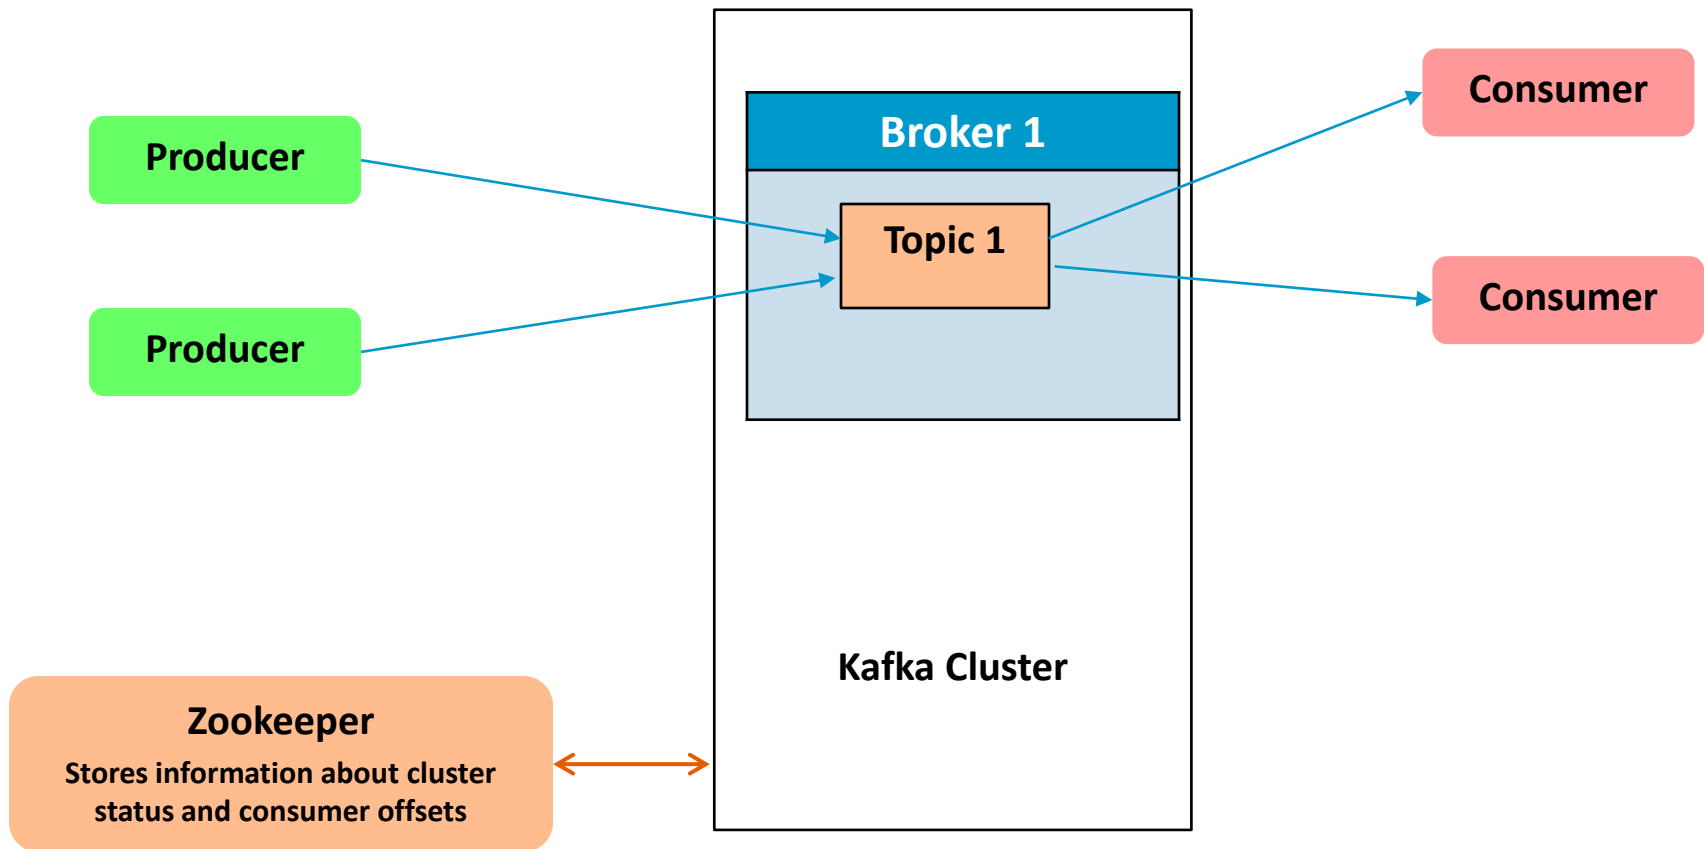 Producer
Producer
Broker 1
Topic 1
Consumer
Consumer
Kafka Cluster
Zookeeper
Stores information about cluster
status and consumer offsets